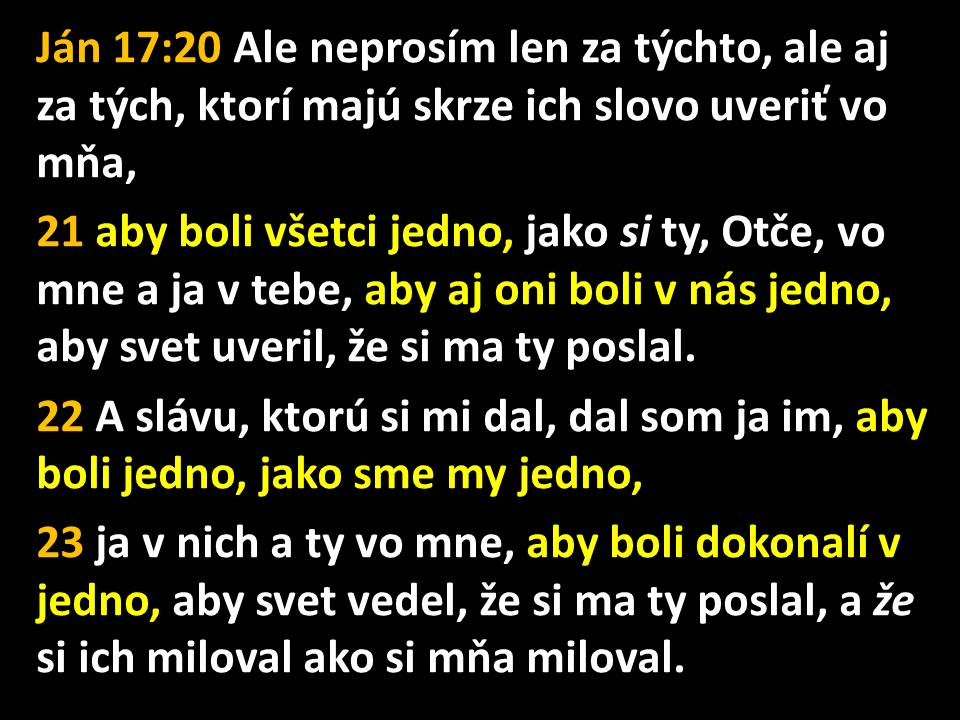 Ján 17:20 Ale neprosím len za týchto, ale aj
za tých, ktorí majú skrze ich slovo uveriť vo
mňa,
21 aby boli všetci jedno, jako si ty, Otče, vo
mne a ja v tebe, aby aj oni boli v nás jedno,
aby svet uveril, že si ma ty poslal.
22 A slávu, ktorú si mi dal, dal som ja im, aby
boli jedno, jako sme my jedno,
23 ja v nich a ty vo mne, aby boli dokonalí v
jedno, aby svet vedel, že si ma ty poslal, a že
si ich miloval ako si mňa miloval.